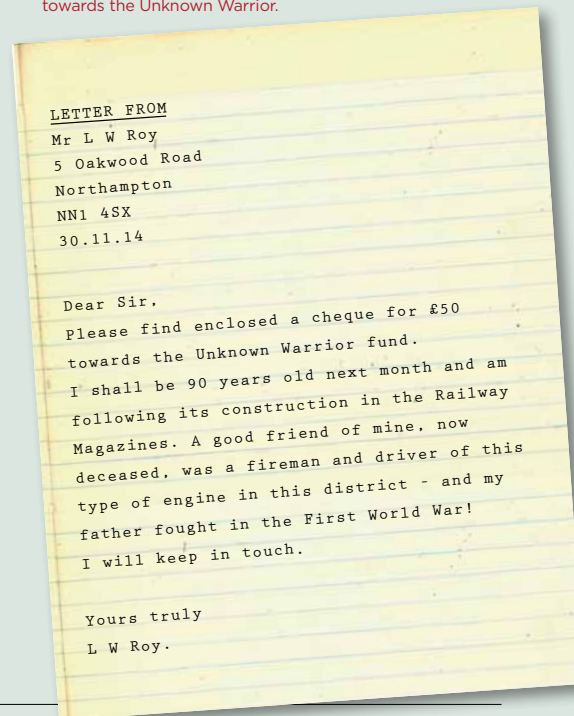 towards the Unknown Warrior.
LETTER FROM
Mr L W Roy
5 Oakwood Road
Northampton
NN1 4SX
30.11.14
Dear Sir,
Please find enclosed a cheque for £50
towards the Unknown Warrior fund.
I shall be 90 years old next month and am
following its construction in the Railway
Magazines. A good friend of mine, now
deceased, was a fireman and driver of this
type of engine in this district - and my
father fought in the First World War!
I will keep in touch.
Yours truly
L W Roy.